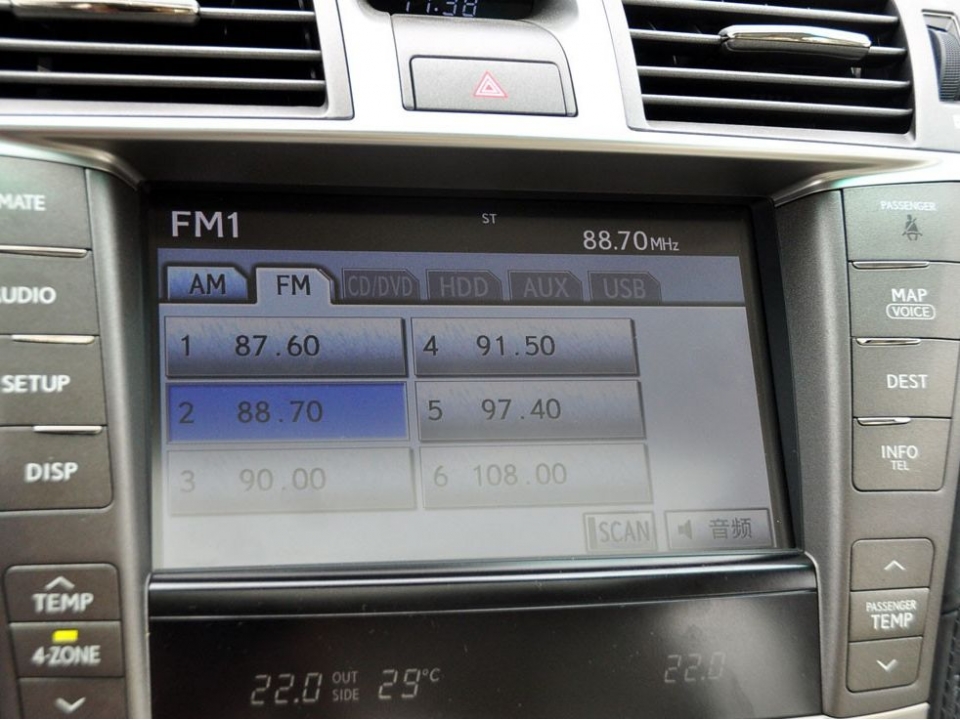 11:38
MATE
PASSENGER
FM1
ST
88.70MHz
AM FM CD/DVD HDD AUX USB
AUDIO
MAP
VOICE
1 87.60
4 91.50
SETUP
DEST
2 88.70
5 97.40
DISP
INFO
TEL
3 90.00
6 108.00
SCAN
音频
TEMP
PASSENGER
TEMP
4-ZONE
22.0
OUT
SIDE
29°C
22.0